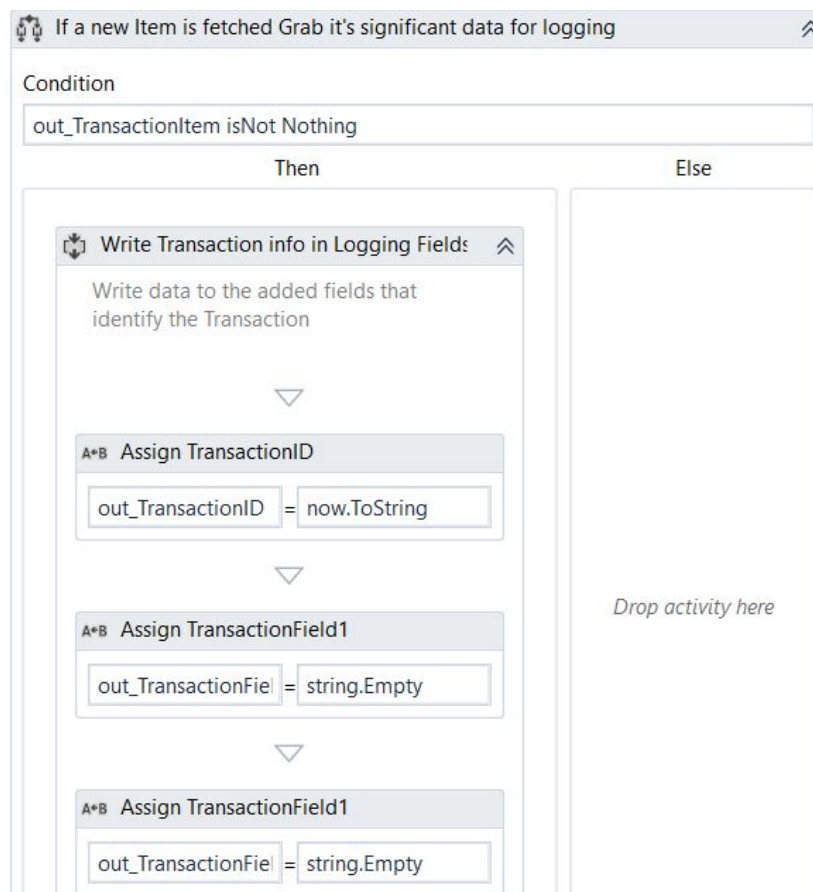 If a new Item is fetched Grab it's significant data for logging
Condition
out_TransactionItem isNot Nothing
Then
Else
Write Transaction info in Logging Fields
Write data to the added fields that
identify the Transaction
A+B Assign TransactionID
out_TransactionID = now.ToString
A+B Assign TransactionField1
out_TransactionFiel = string.Empty
Drop activity here
A+B Assign TransactionField1
out_TransactionFiel = string.Empty